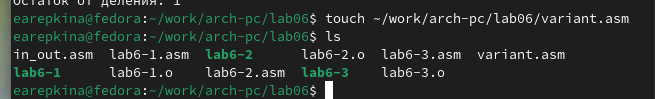 Остаток от деления: 1
earepkina@fedora:~/work/arch-pc/lab06$ touch ~/work/arch-pc/lab06/variant.asm
earepkina@fedora:~/work/arch-pc/lab06$ ls
in_out.asm lab6-1.asm lab6-2 lab6-2.o lab6-3.asm variant.asm
lab6-1 lab6-1.o lab6-2.asm lab6-3 lab6-3.o
earepkina@fedora:~/work/arch-pc/lab06$